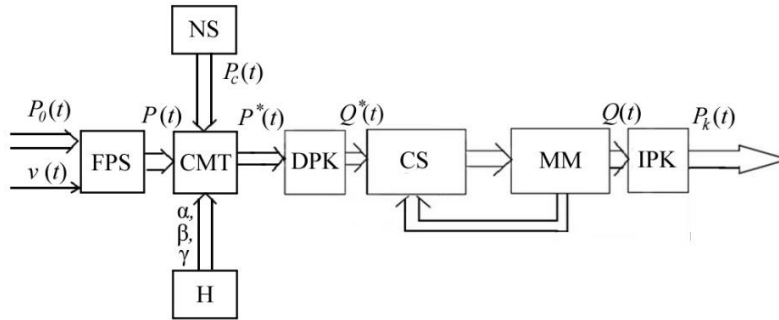 NS
P_c(t)
P_0(t) P(t) P^*(t) Q^*(t) Q(t) P_k(t)
FPS CMT DPK CS MM IPK
v(t)
α,
β,
γ
H